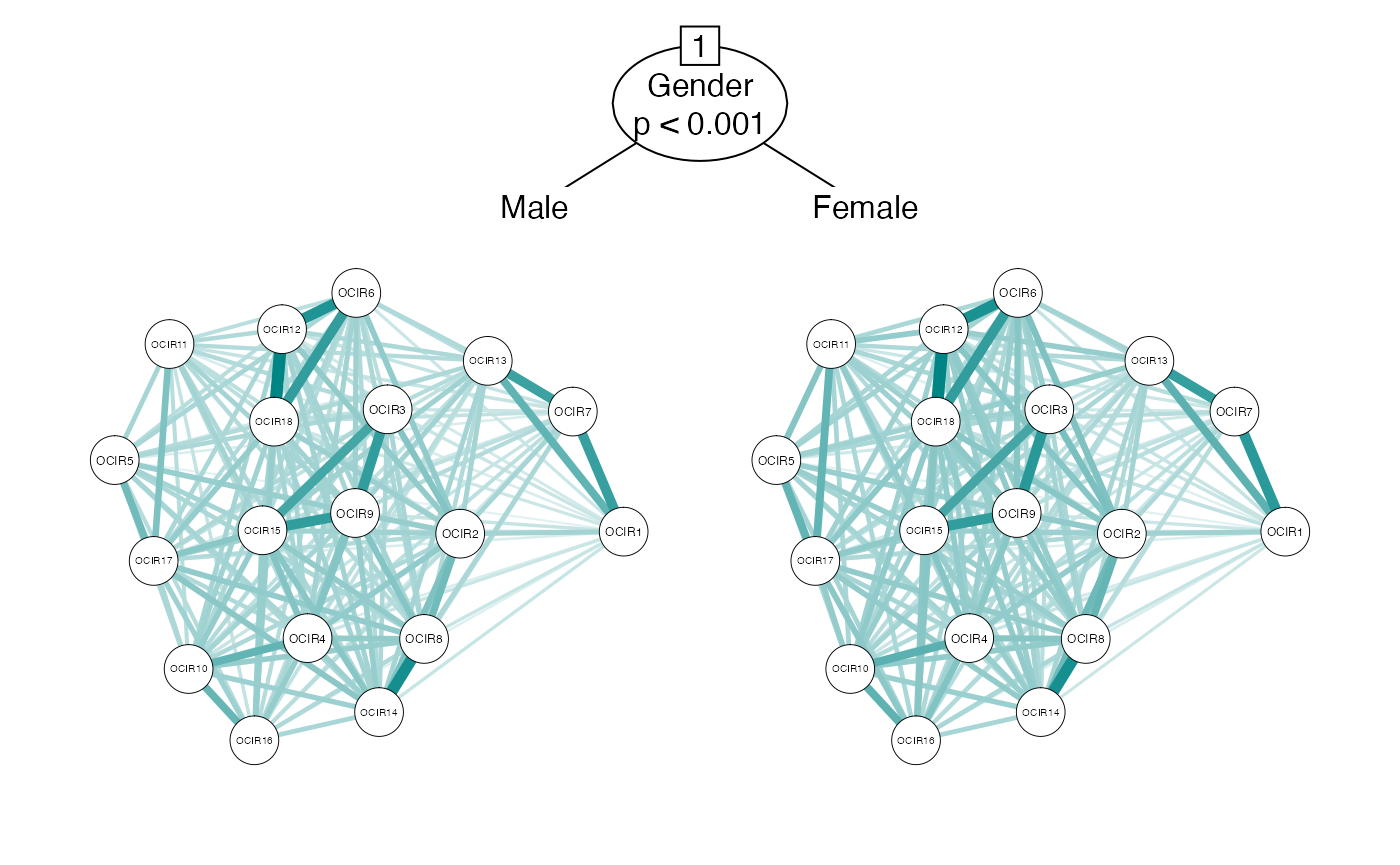 1
Gender
p < 0.001
Male
Female
OCIR6
OCIR12
OCIR11
OCIR13
OCIR3
OCIR7
OCIR18
OCIR5
OCIR9
OCIR15
OCIR2
OCIR1
OCIR17
OCIR4
OCIR8
OCIR10
OCIR14
OCIR16
OCIR6
OCIR12
OCIR11
OCIR13
OCIR3
OCIR7
OCIR18
OCIR5
OCIR9
OCIR15
OCIR2
OCIR1
OCIR17
OCIR4
OCIR8
OCIR10
OCIR14
OCIR16